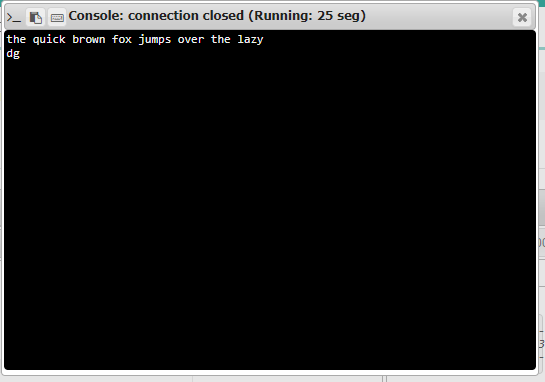 >_ Console: connection closed (Running: 25 seg)
the quick brown fox jumps over the lazy
dg